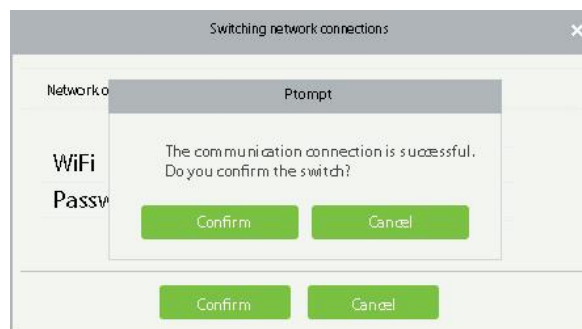 Switching network connections
Network o
Ptompt
The communication connection is successful.
Do you confirm the switch?
WiFi
Passw
Confirm Cancel
Confirm Cancel